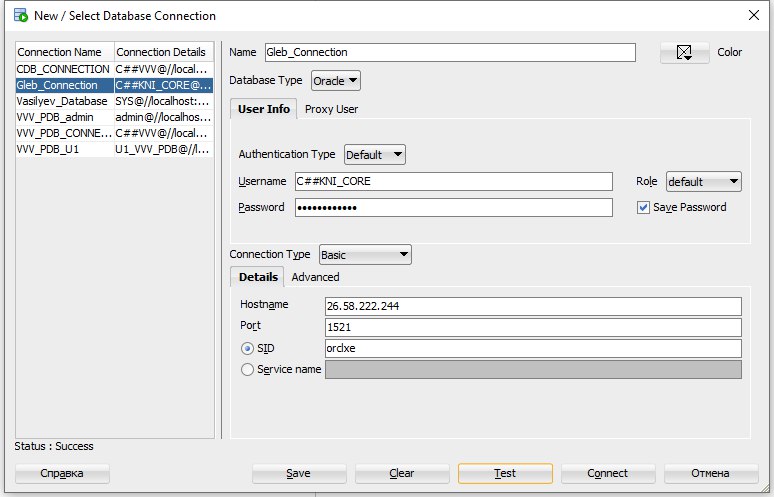 New / Select Database Connection
Connection Name Connection Details
CDB_CONNECTION C##VVV@//local...
Gleb_Connection C##KNI_CORE@...
Vasilyev_Database SYS@//localhost:...
VVV_PDB_admin admin@//localhos...
VVV_PDB_CONNE... C##VVV@//local...
VVV_PDB_U1 U1_VVV_PDB@//l...
Status : Success
Name Gleb_Connection Color
Database Type Oracle
User Info Proxy User
Authentication Type Default
Username C##KNI_CORE Role default
Password •••••••••••• Save Password
Connection Type Basic
Details Advanced
Hostname 26.58.222.244
Port 1521
SID orclxe
Service name
Справка Save Clear Test Connect Отмена